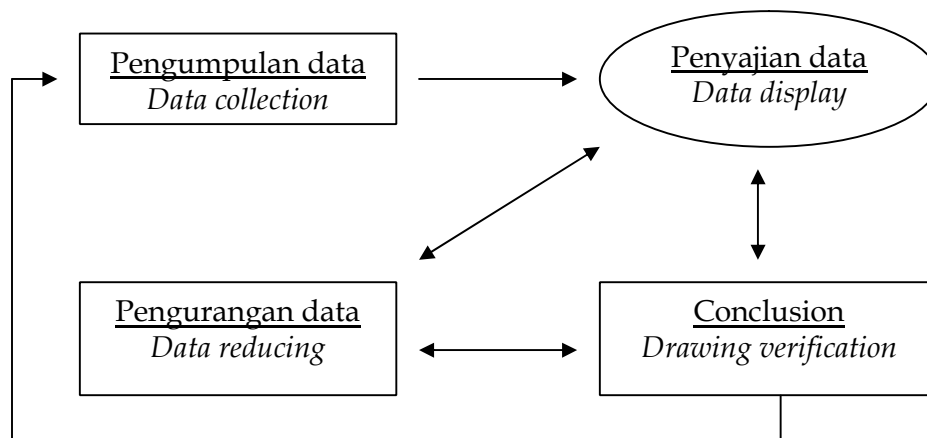 Pengumpulan data
Data collection
Penyajian data
Data display
Pengurangan data
Data reducing
Conclusion
Drawing verification